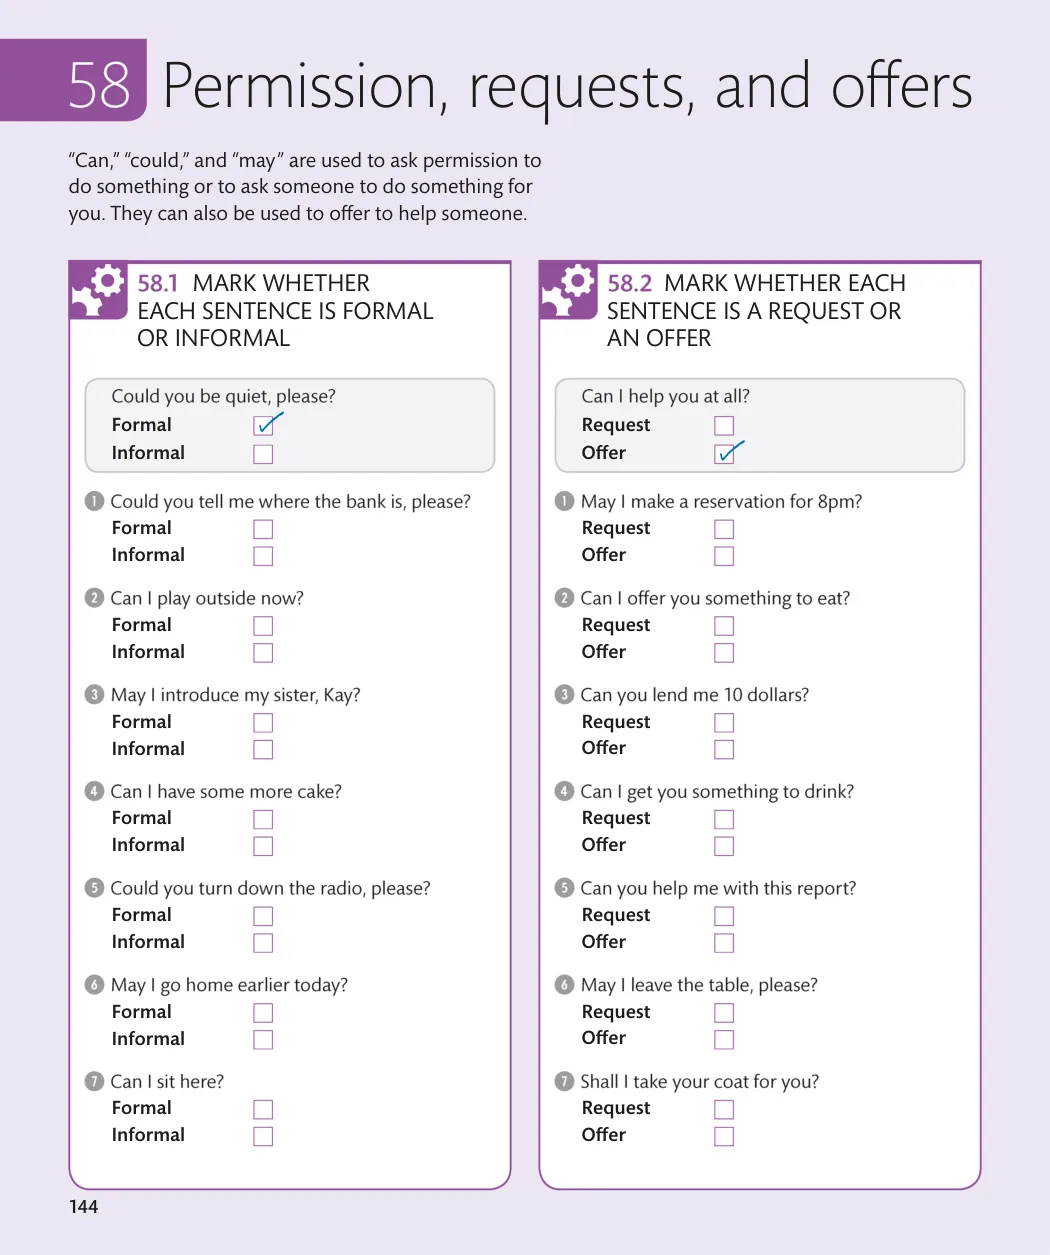 58 Permission, requests, and offers
“Can,” “could,” and “may” are used to ask permission to
do something or to ask someone to do something for
you. They can also be used to offer to help someone.
58.1 MARK WHETHER
EACH SENTENCE IS FORMAL
OR INFORMAL
Could you be quiet, please?
Formal
Informal
1 Could you tell me where the bank is, please?
Formal
Informal
2 Can I play outside now?
Formal
Informal
3 May I introduce my sister, Kay?
Formal
Informal
4 Can I have some more cake?
Formal
Informal
5 Could you turn down the radio, please?
Formal
Informal
6 May I go home earlier today?
Formal
Informal
7 Can I sit here?
Formal
Informal
58.2 MARK WHETHER EACH
SENTENCE IS A REQUEST OR
AN OFFER
Can I help you at all?
Request
Offer
1 May I make a reservation for 8pm?
Request
Offer
2 Can I offer you something to eat?
Request
Offer
3 Can you lend me 10 dollars?
Request
Offer
4 Can I get you something to drink?
Request
Offer
5 Can you help me with this report?
Request
Offer
6 May I leave the table, please?
Request
Offer
7 Shall I take your coat for you?
Request
Offer
144